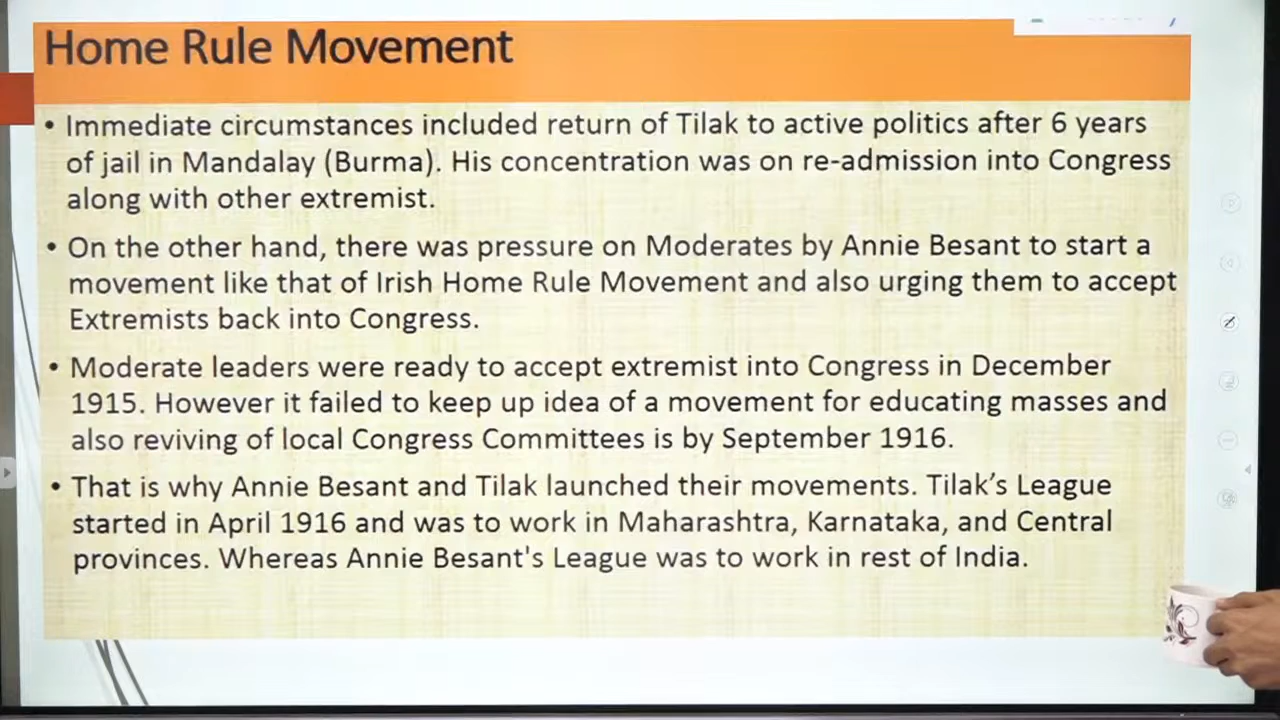 Home Rule Movement
• Immediate circumstances included return of Tilak to active politics after 6 years
of jail in Mandalay (Burma). His concentration was on re-admission into Congress
along with other extremist.
• On the other hand, there was pressure on Moderates by Annie Besant to start a
movement like that of Irish Home Rule Movement and also urging them to accept
Extremists back into Congress.
• Moderate leaders were ready to accept extremist into Congress in December
1915. However it failed to keep up idea of a movement for educating masses and
also reviving of local Congress Committees is by September 1916.
• That is why Annie Besant and Tilak launched their movements. Tilak’s League
started in April 1916 and was to work in Maharashtra, Karnataka, and Central
provinces. Whereas Annie Besant's League was to work in rest of India.